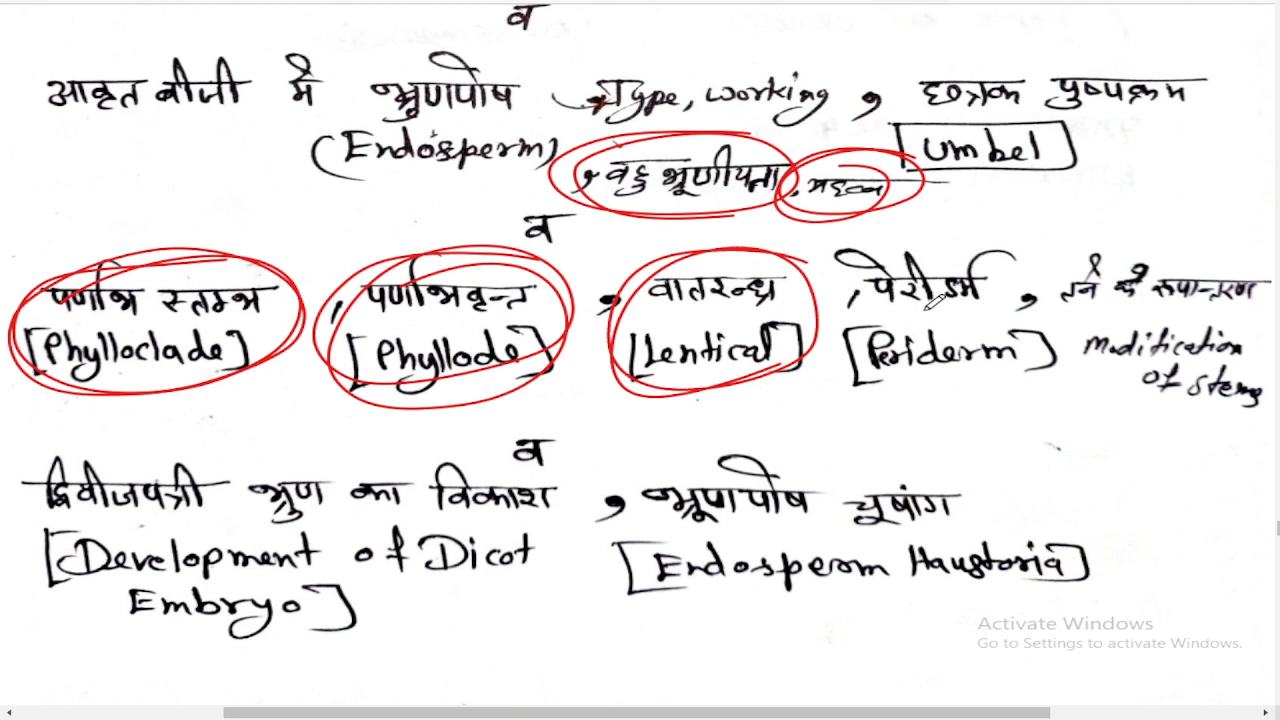 व
आवृत बीजी में भ्रुणपोष Type, working, छत्रक पुष्पक्रम
(Endosperm) [Umbel]
, बहु भ्रूणीयता, महत्व
व
पर्णाभ स्तम्भ, पर्णाभवृन्त, वातरन्ध्र, पेरीडर्म, तने के रूपान्तरण
[Phylloclade] [Phyllode] [Lentical] [Periderm] Modification
of stems
व
द्विबीजपत्री भ्रुण का विकाश, भ्रूणपोष चूषांग
[Development of Dicot [Endosperm Haustoria]
Embryo]
Activate Windows
Go to Settings to activate Windows.